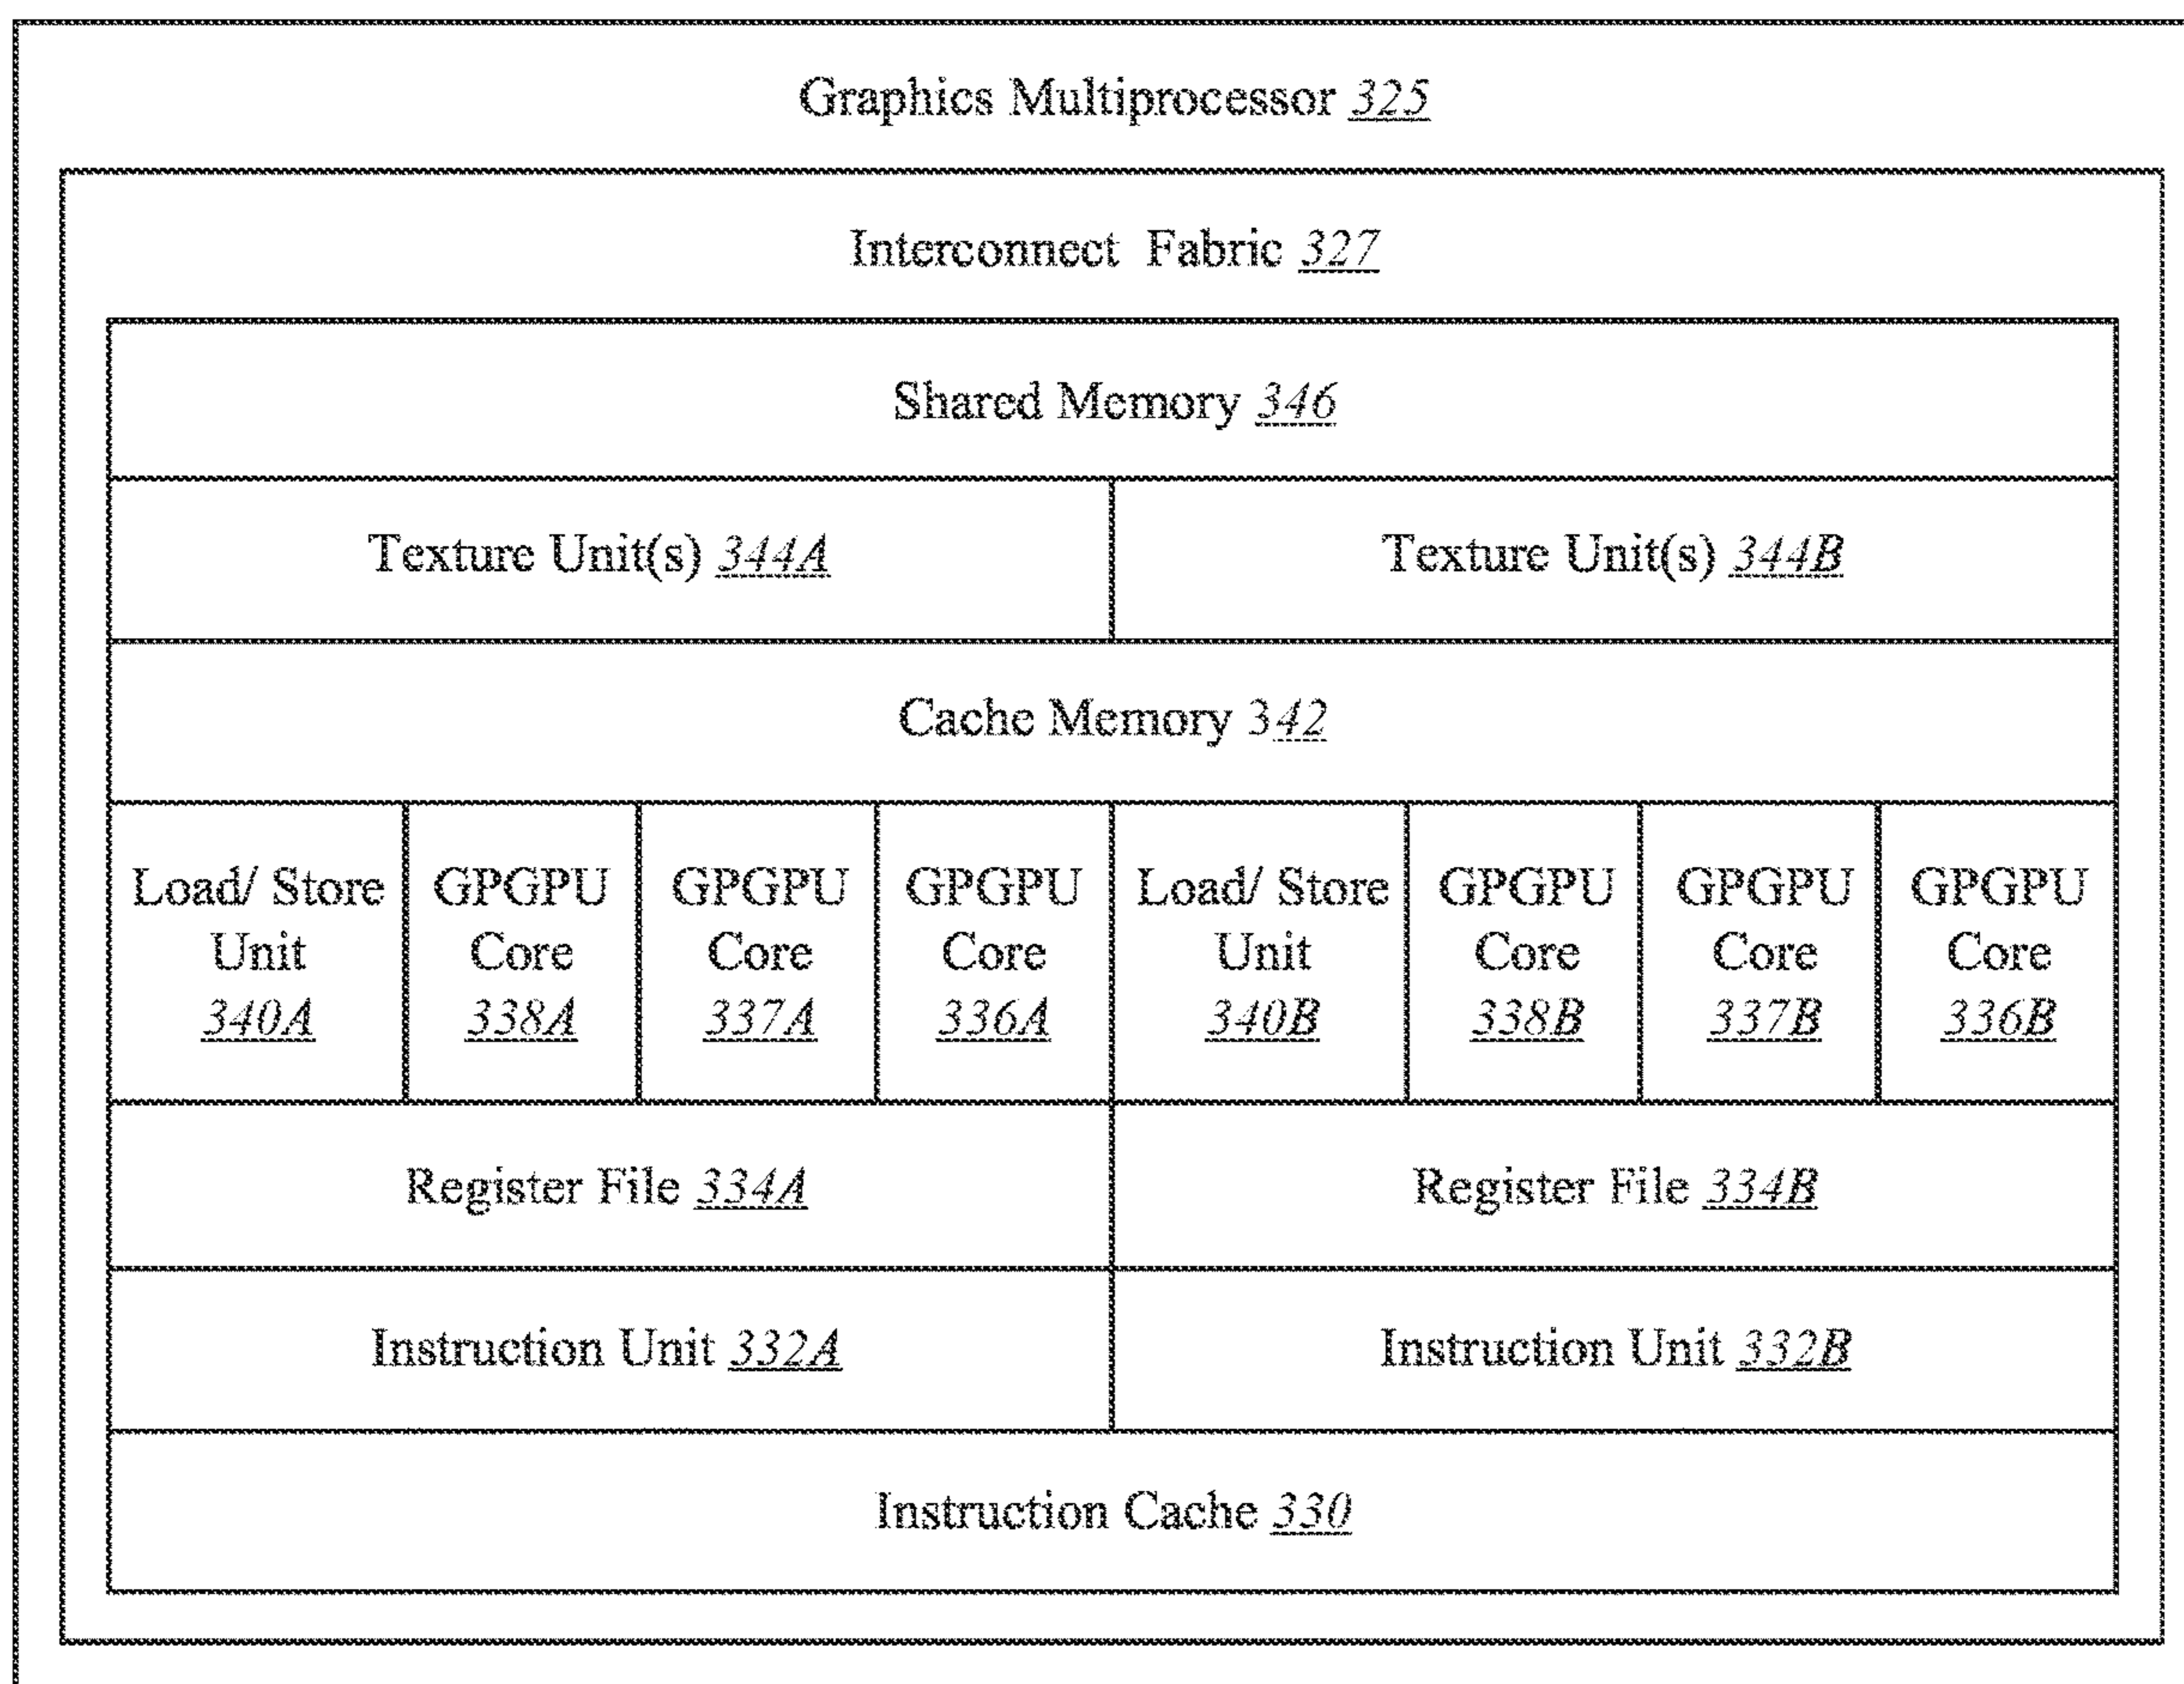 Graphics Multiprocessor 325
Interconnect Fabric 327
Shared Memory 346
Texture Unit(s) 344A
Texture Unit(s) 344B
Cache Memory 342
Load/ Store
Unit
340A
GPGPU
Core
338A
GPGPU
Core
337A
GPGPU
Core
336A
Load/ Store
Unit
340B
GPGPU
Core
338B
GPGPU
Core
337B
GPGPU
Core
336B
Register File 334A
Register File 334B
Instruction Unit 332A
Instruction Unit 332B
Instruction Cache 330